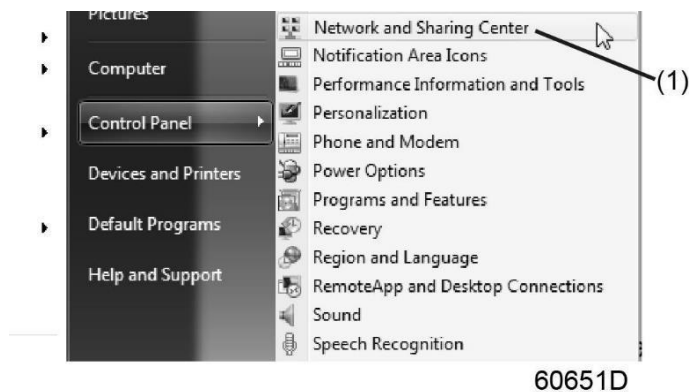 Pictures
Computer
Control Panel
Devices and Printers
Default Programs
Help and Support
Network and Sharing Center
Notification Area Icons
Performance Information and Tools
Personalization
Phone and Modem
Power Options
Programs and Features
Recovery
Region and Language
RemoteApp and Desktop Connections
Sound
Speech Recognition
(1)
60651D